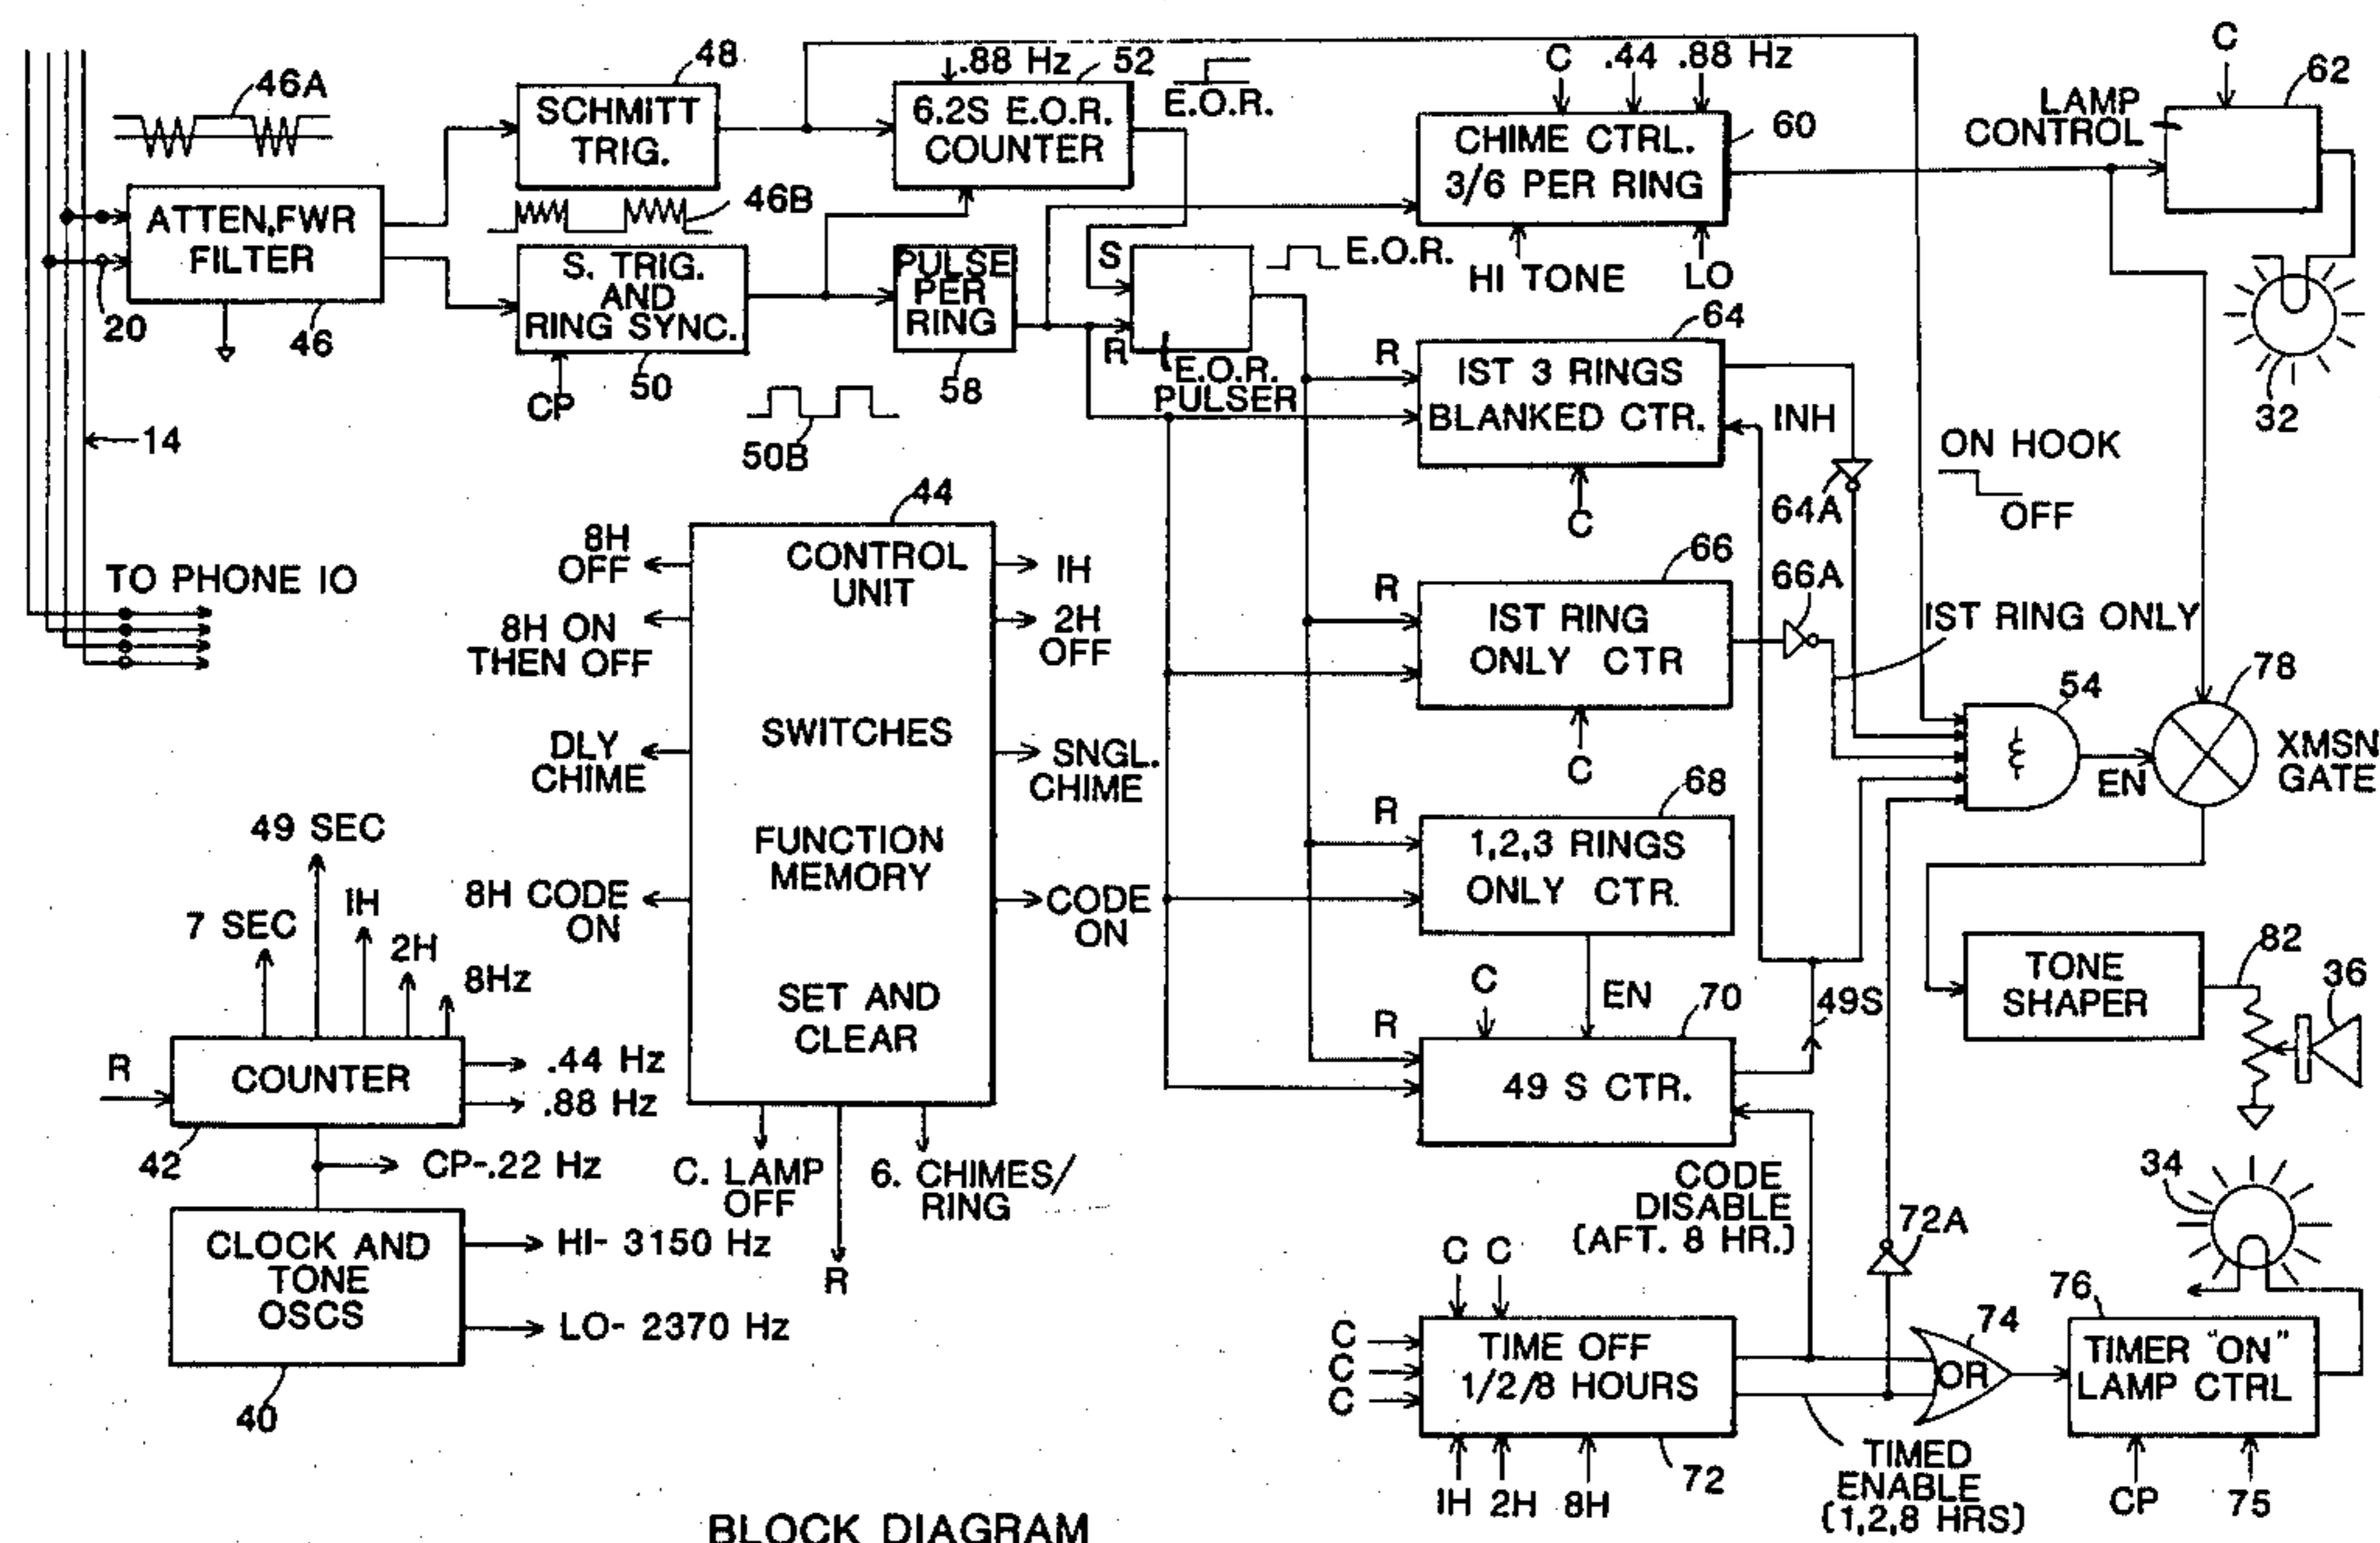 46A
48
SCHMITT
TRIG.
.88 Hz
52
6.2S E.O.R.
COUNTER
E.O.R.
C .44 .88 Hz
CHIME CTRL.
3/6 PER RING
60
HI TONE
LO
C
62
LAMP
CONTROL
32
ATTEN,FWR
FILTER
20
46
46B
S. TRIG.
AND
RING SYNC.
CP
50
50B
PULSE
PER
RING
58
S
R
E.O.R.
E.O.R.
PULSER
14
TO PHONE IO
64
R
IST 3 RINGS
BLANKED CTR.
C
INH
64A
ON HOOK
OFF
66
R
IST RING
ONLY CTR
C
66A
IST RING ONLY
54
&
EN
78
XMSN
GATE
44
CONTROL
UNIT
SWITCHES
FUNCTION
MEMORY
SET AND
CLEAR
8H
OFF
8H ON
THEN OFF
DLY
CHIME
8H CODE
ON
IH
2H
OFF
SNGL.
CHIME
CODE
ON
C. LAMP
OFF
R
6. CHIMES/
RING
68
R
1,2,3 RINGS
ONLY CTR.
EN
C
70
R
49 S CTR.
49S
TONE
SHAPER
82
36
49 SEC
7 SEC
IH
2H
8Hz
R
COUNTER
42
.44 Hz
.88 Hz
CP-.22 Hz
CLOCK AND
TONE
OSCS
40
HI- 3150 Hz
LO- 2370 Hz
CODE
DISABLE
(AFT. 8 HR.)
C C
C
C
C
TIME OFF
1/2/8 HOURS
IH 2H 8H
72
72A
74
OR
TIMED
ENABLE
(1,2,8 HRS)
34
76
TIMER "ON"
LAMP CTRL
CP
75
BLOCK DIAGRAM